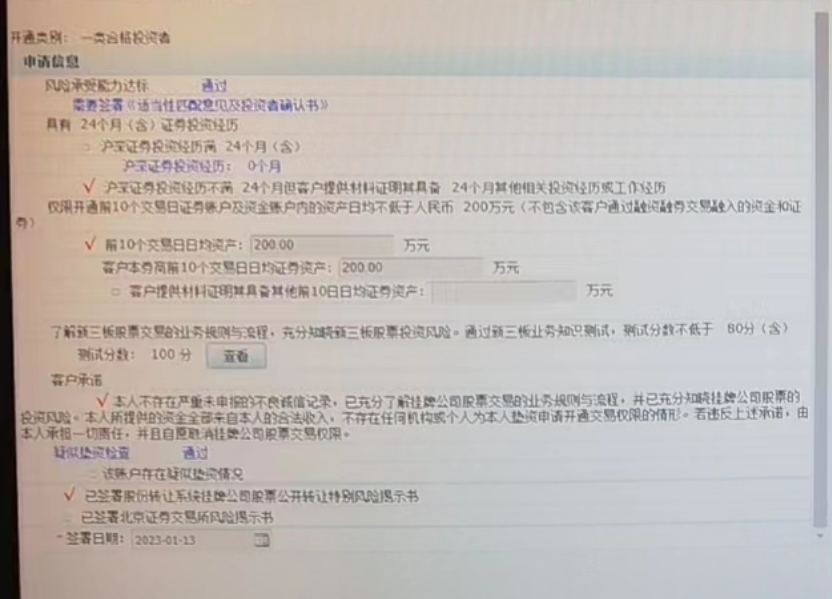 开通类别: 一类合格投资者
申请信息
风险承受能力达标 通过
需要签署《适当性匹配意见及投资者确认书》
具有 24个月（含）证券投资经历
沪深证券投资经历满 24个月（含）
沪深证券投资经历: 0个月
√ 沪深证券投资经历不满 24个月但客户提供材料证明其具备 24个月其他相关投资经历或工作经历
权限开通前10个交易日证券账户及资金账户内的资产日均不低于人民币 200万元（不包含该客户通过融资融券交易融入的资金和证
券）
√ 前10个交易日日均资产: 200.00 万元
客户本券商前10个交易日日均证券资产: 200.00 万元
客户提供材料证明其具备其他前10日日均证券资产: 万元
了解新三板股票交易的业务规则与流程，充分知晓新三板股票投资风险。通过新三板业务知识测试，测试分数不低于 80分（含）
测试分数: 100 分 查看
客户承诺
√ 本人不存在严重未申报的不良诚信记录，已充分了解挂牌公司股票交易的业务规则与流程，并已充分知晓挂牌公司股票的
投资风险。本人所提供的资金全部来自本人的合法收入，不存在任何机构或个人为本人垫资申请开通交易权限的情形。若违反上述承诺，由
本人承担一切责任，并且自愿取消挂牌公司股票交易权限。
疑似垫资检查 通过
该账户存在疑似垫资情况
√ 已签署股份转让系统挂牌公司股票公开转让特别风险揭示书
已签署北京证券交易所风险揭示书
*签署日期: 2023-01-13